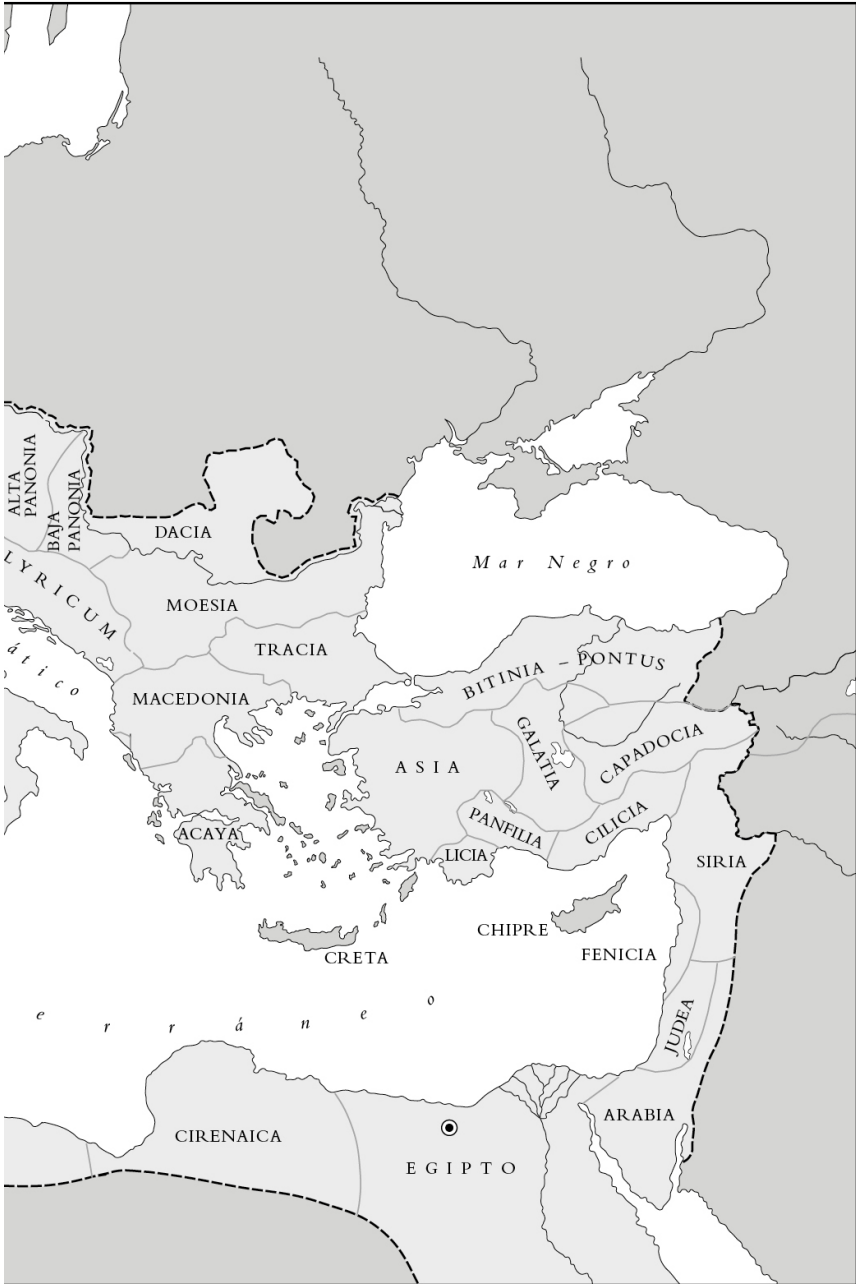 ALTA
PANONIA
BAJA
PANONIA
DACIA
LYRICUM
Mar Negro
MOESIA
TRACIA
ático
BITINIA – PONTUS
MACEDONIA
GALATIA
CAPADOCIA
ASIA
PANFILIA
CILICIA
ACAYA
LICIA
SIRIA
CHIPRE
CRETA
FENICIA
erráneo
JUDEA
ARABIA
CIRENAICA
EGIPTO